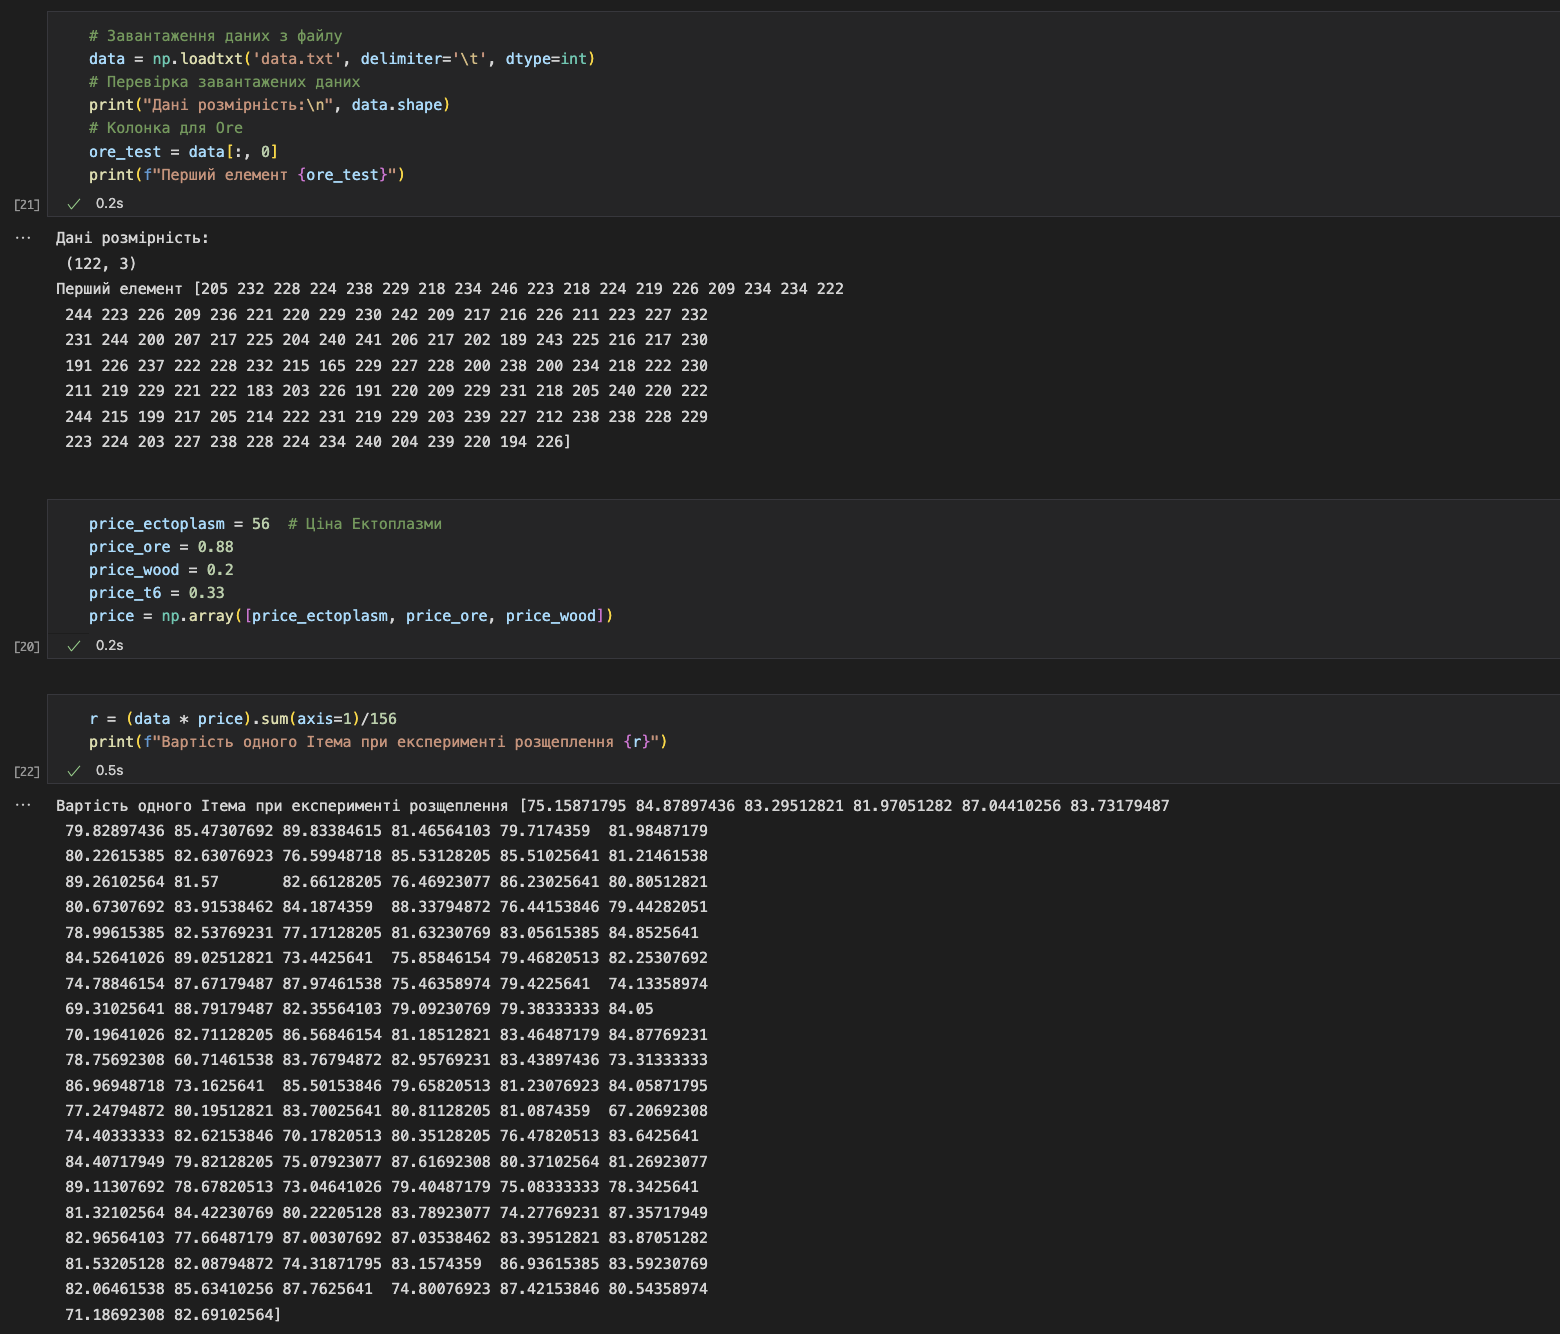 # Завантаження даних з файлу
data = np.loadtxt('data.txt', delimiter='\t', dtype=int)
# Перевірка завантажених даних
print("Дані розмірність:\n", data.shape)
# Колонка для Ore
ore_test = data[:, 0]
print(f"Перший елемент {ore_test}")
[21] ✓ 0.2s
... Дані розмірність:
(122, 3)
Перший елемент [205 232 228 224 238 229 218 234 246 223 218 224 219 226 209 234 234 222
244 223 226 209 236 221 220 229 230 242 209 217 216 226 211 223 227 232
231 244 200 207 217 225 204 240 241 206 217 202 189 243 225 216 217 230
191 226 237 222 228 232 215 165 229 227 228 200 238 200 234 218 222 230
211 219 229 221 222 183 203 226 191 220 209 229 231 218 205 240 220 222
244 215 199 217 205 214 222 231 219 229 203 239 227 212 238 238 228 229
223 224 203 227 238 228 224 234 240 204 239 220 194 226]
price_ectoplasm = 56 # Ціна Ектоплазми
price_ore = 0.88
price_wood = 0.2
price_t6 = 0.33
price = np.array([price_ectoplasm, price_ore, price_wood])
[20] ✓ 0.2s
r = (data * price).sum(axis=1)/156
print(f"Вартість одного Ітема при експерименті розщеплення {r}")
[22] ✓ 0.5s
... Вартість одного Ітема при експерименті розщеплення [75.15871795 84.87897436 83.29512821 81.97051282 87.04410256 83.73179487
79.82897436 85.47307692 89.83384615 81.46564103 79.7174359 81.98487179
80.22615385 82.63076923 76.59948718 85.53128205 85.51025641 81.21461538
89.26102564 81.57 82.66128205 76.46923077 86.23025641 80.80512821
80.67307692 83.91538462 84.1874359 88.33794872 76.44153846 79.44282051
78.99615385 82.53769231 77.17128205 81.63230769 83.05615385 84.8525641
84.52641026 89.02512821 73.4425641 75.85846154 79.46820513 82.25307692
74.78846154 87.67179487 87.97461538 75.46358974 79.4225641 74.13358974
69.31025641 88.79179487 82.35564103 79.09230769 79.38333333 84.05
70.19641026 82.71128205 86.56846154 81.18512821 83.46487179 84.87769231
78.75692308 60.71461538 83.76794872 82.95769231 83.43897436 73.31333333
86.96948718 73.1625641 85.50153846 79.65820513 81.23076923 84.05871795
77.24794872 80.19512821 83.70025641 80.81128205 81.0874359 67.20692308
74.40333333 82.62153846 70.17820513 80.35128205 76.47820513 83.6425641
84.40717949 79.82128205 75.07923077 87.61692308 80.37102564 81.26923077
89.11307692 78.67820513 73.04641026 79.40487179 75.08333333 78.3425641
81.32102564 84.42230769 80.22205128 83.78923077 74.27769231 87.35717949
82.96564103 77.66487179 87.00307692 87.03538462 83.39512821 83.87051282
81.53205128 82.08794872 74.31871795 83.1574359 86.93615385 83.59230769
82.06461538 85.63410256 87.7625641 74.80076923 87.42153846 80.54358974
71.18692308 82.69102564]